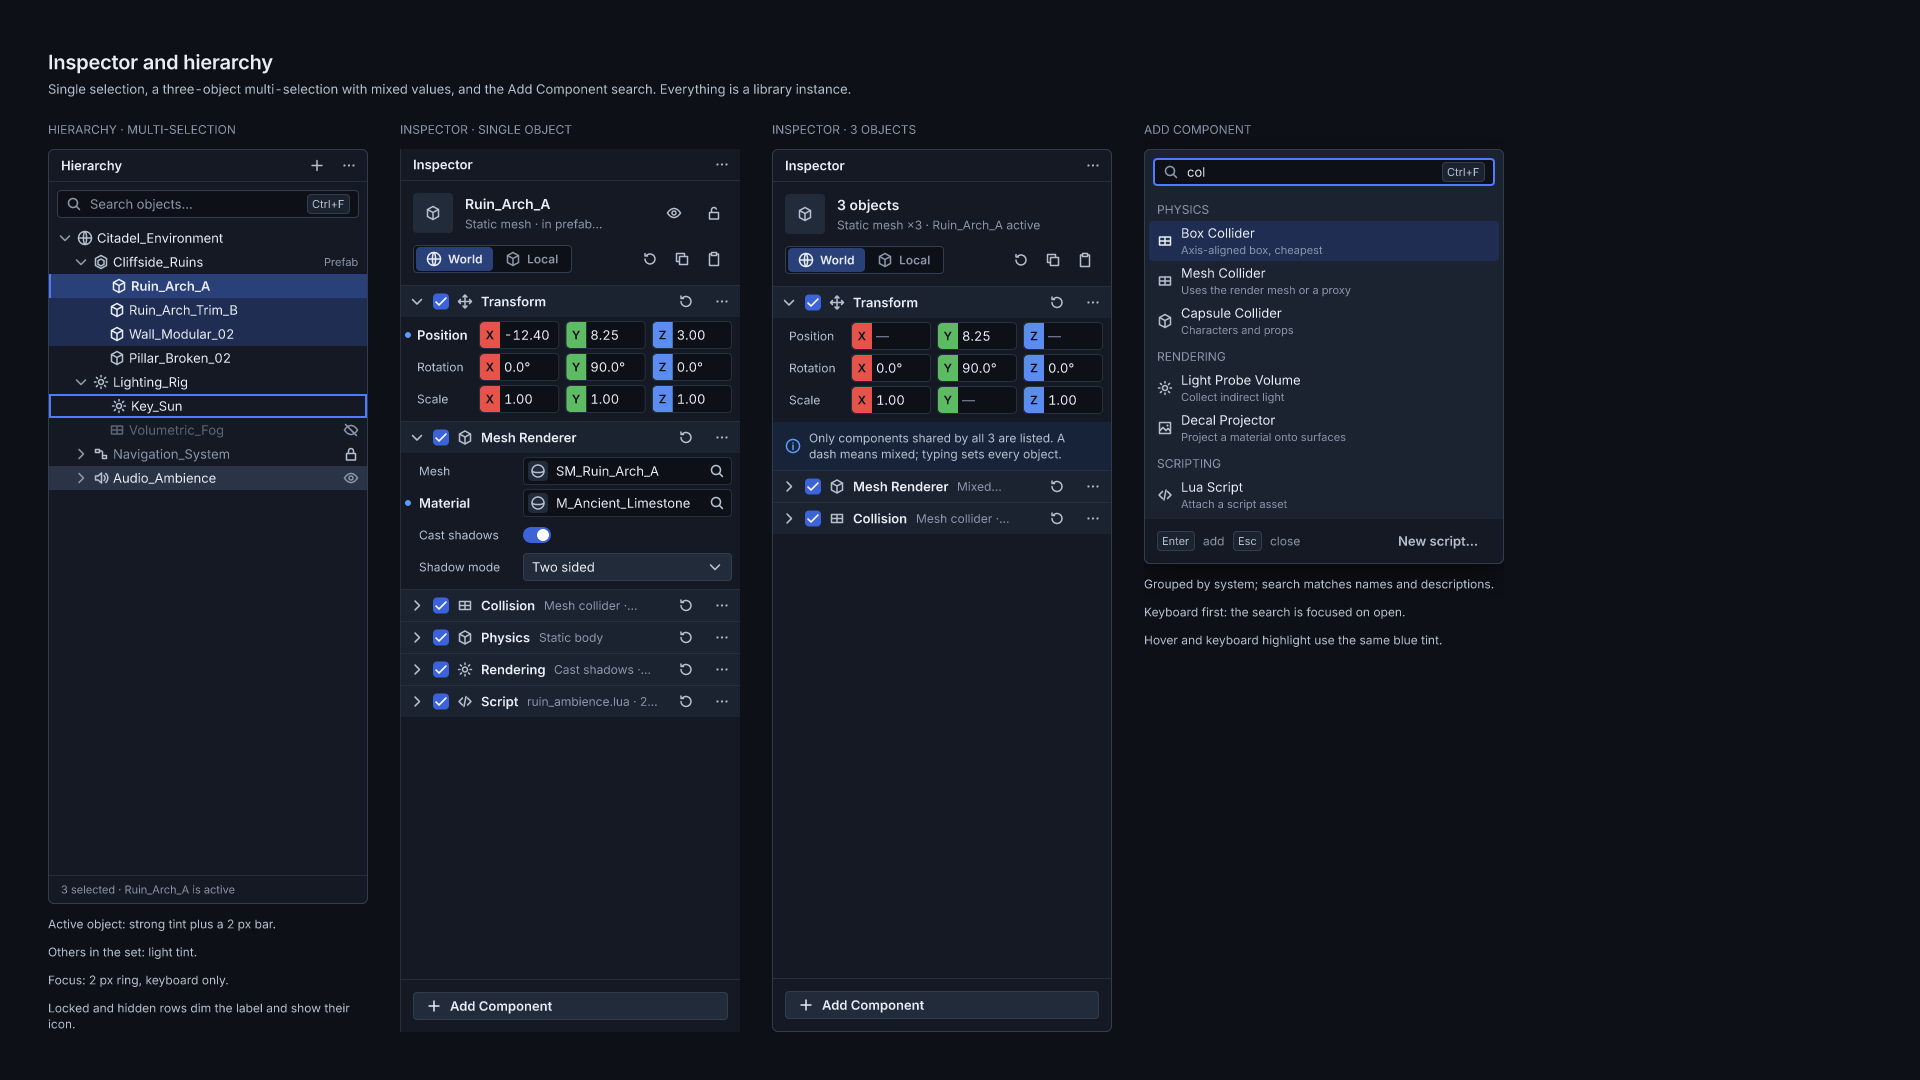 Inspector and hierarchy
Single selection, a three-object multi-selection with mixed values, and the Add Component search. Everything is a library instance.
HIERARCHY · MULTI-SELECTION
Hierarchy
Search objects...
Ctrl+F
Citadel_Environment
Cliffside_Ruins
Prefab
Ruin_Arch_A
Ruin_Arch_Trim_B
Wall_Modular_02
Pillar_Broken_02
Lighting_Rig
Key_Sun
Volumetric_Fog
Navigation_System
Audio_Ambience
3 selected · Ruin_Arch_A is active
Active object: strong tint plus a 2 px bar.
Others in the set: light tint.
Focus: 2 px ring, keyboard only.
Locked and hidden rows dim the label and show their
icon.
INSPECTOR · SINGLE OBJECT
Inspector
Ruin_Arch_A
Static mesh · in prefab...
World
Local
Transform
Position X -12.40 Y 8.25 Z 3.00
Rotation X 0.0° Y 90.0° Z 0.0°
Scale X 1.00 Y 1.00 Z 1.00
Mesh Renderer
Mesh SM_Ruin_Arch_A
Material M_Ancient_Limestone
Cast shadows
Shadow mode Two sided
Collision Mesh collider ·...
Physics Static body
Rendering Cast shadows ·...
Script ruin_ambience.lua · 2...
Add Component
INSPECTOR · 3 OBJECTS
Inspector
3 objects
Static mesh ×3 · Ruin_Arch_A active
World
Local
Transform
Position X — Y 8.25 Z —
Rotation X 0.0° Y 90.0° Z 0.0°
Scale X 1.00 Y — Z 1.00
Only components shared by all 3 are listed. A
dash means mixed; typing sets every object.
Mesh Renderer Mixed...
Collision Mesh collider ·...
Add Component
ADD COMPONENT
col
Ctrl+F
PHYSICS
Box Collider
Axis-aligned box, cheapest
Mesh Collider
Uses the render mesh or a proxy
Capsule Collider
Characters and props
RENDERING
Light Probe Volume
Collect indirect light
Decal Projector
Project a material onto surfaces
SCRIPTING
Lua Script
Attach a script asset
Enter add Esc close
New script...
Grouped by system; search matches names and descriptions.
Keyboard first: the search is focused on open.
Hover and keyboard highlight use the same blue tint.